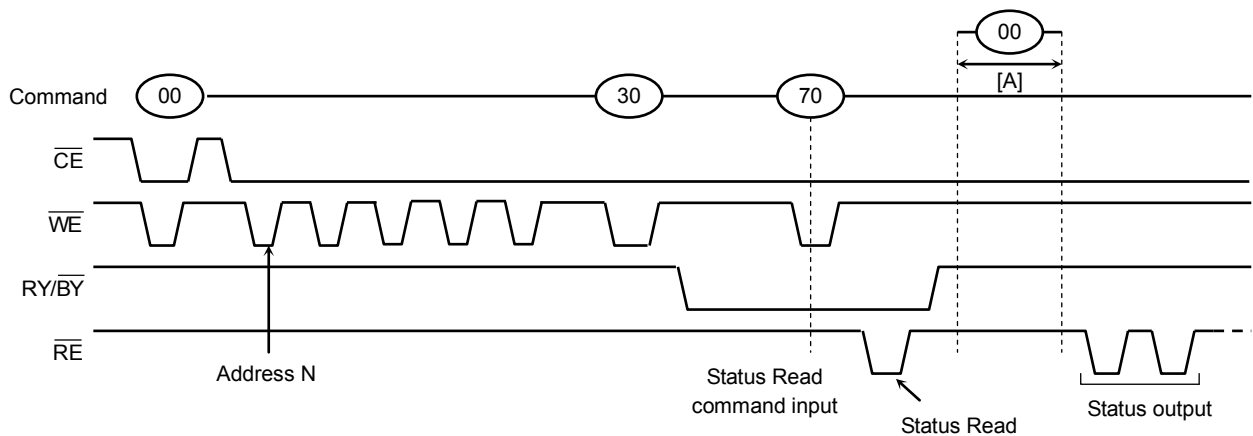 00
[A]
Command 00 30 70
CE
WE
RY/BY
RE
Address N
Status Read
command input
Status Read
Status output